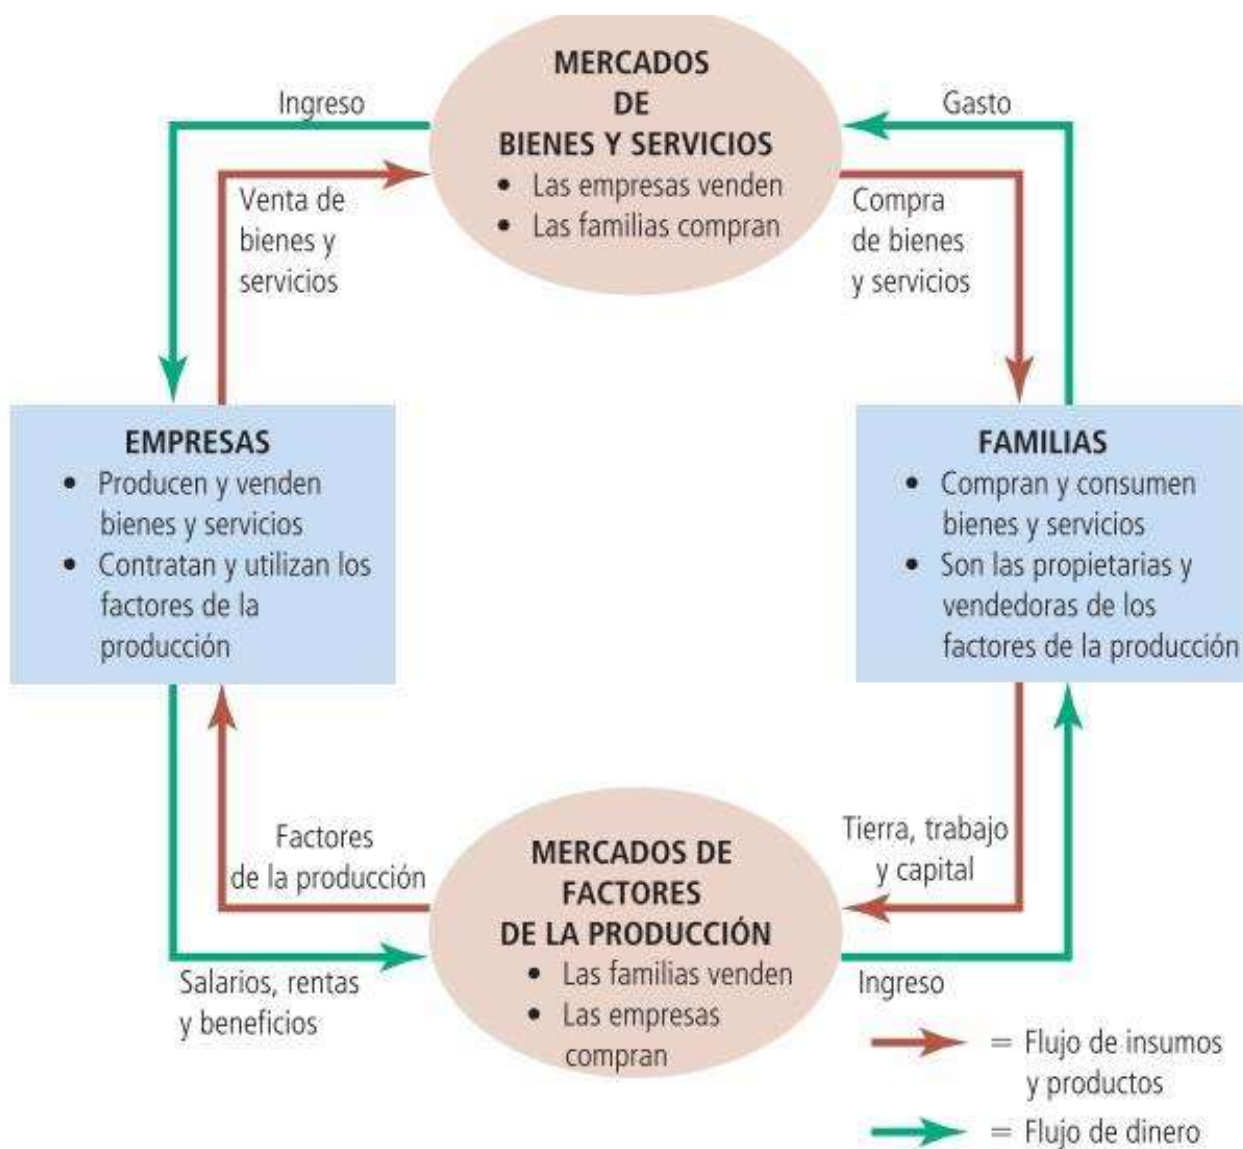 MERCADOS
DE
BIENES Y SERVICIOS
• Las empresas venden
• Las familias compran
Ingreso
Gasto
Venta de
bienes y
servicios
Compra
de bienes
y servicios
EMPRESAS
• Producen y venden
bienes y servicios
• Contratan y utilizan los
factores de la
producción
FAMILIAS
• Compran y consumen
bienes y servicios
• Son las propietarias y
vendedoras de los
factores de la producción
Factores
de la producción
Tierra, trabajo
y capital
MERCADOS DE
FACTORES
DE LA PRODUCCIÓN
• Las familias venden
• Las empresas
compran
Salarios, rentas
y beneficios
Ingreso
= Flujo de insumos
y productos
= Flujo de dinero